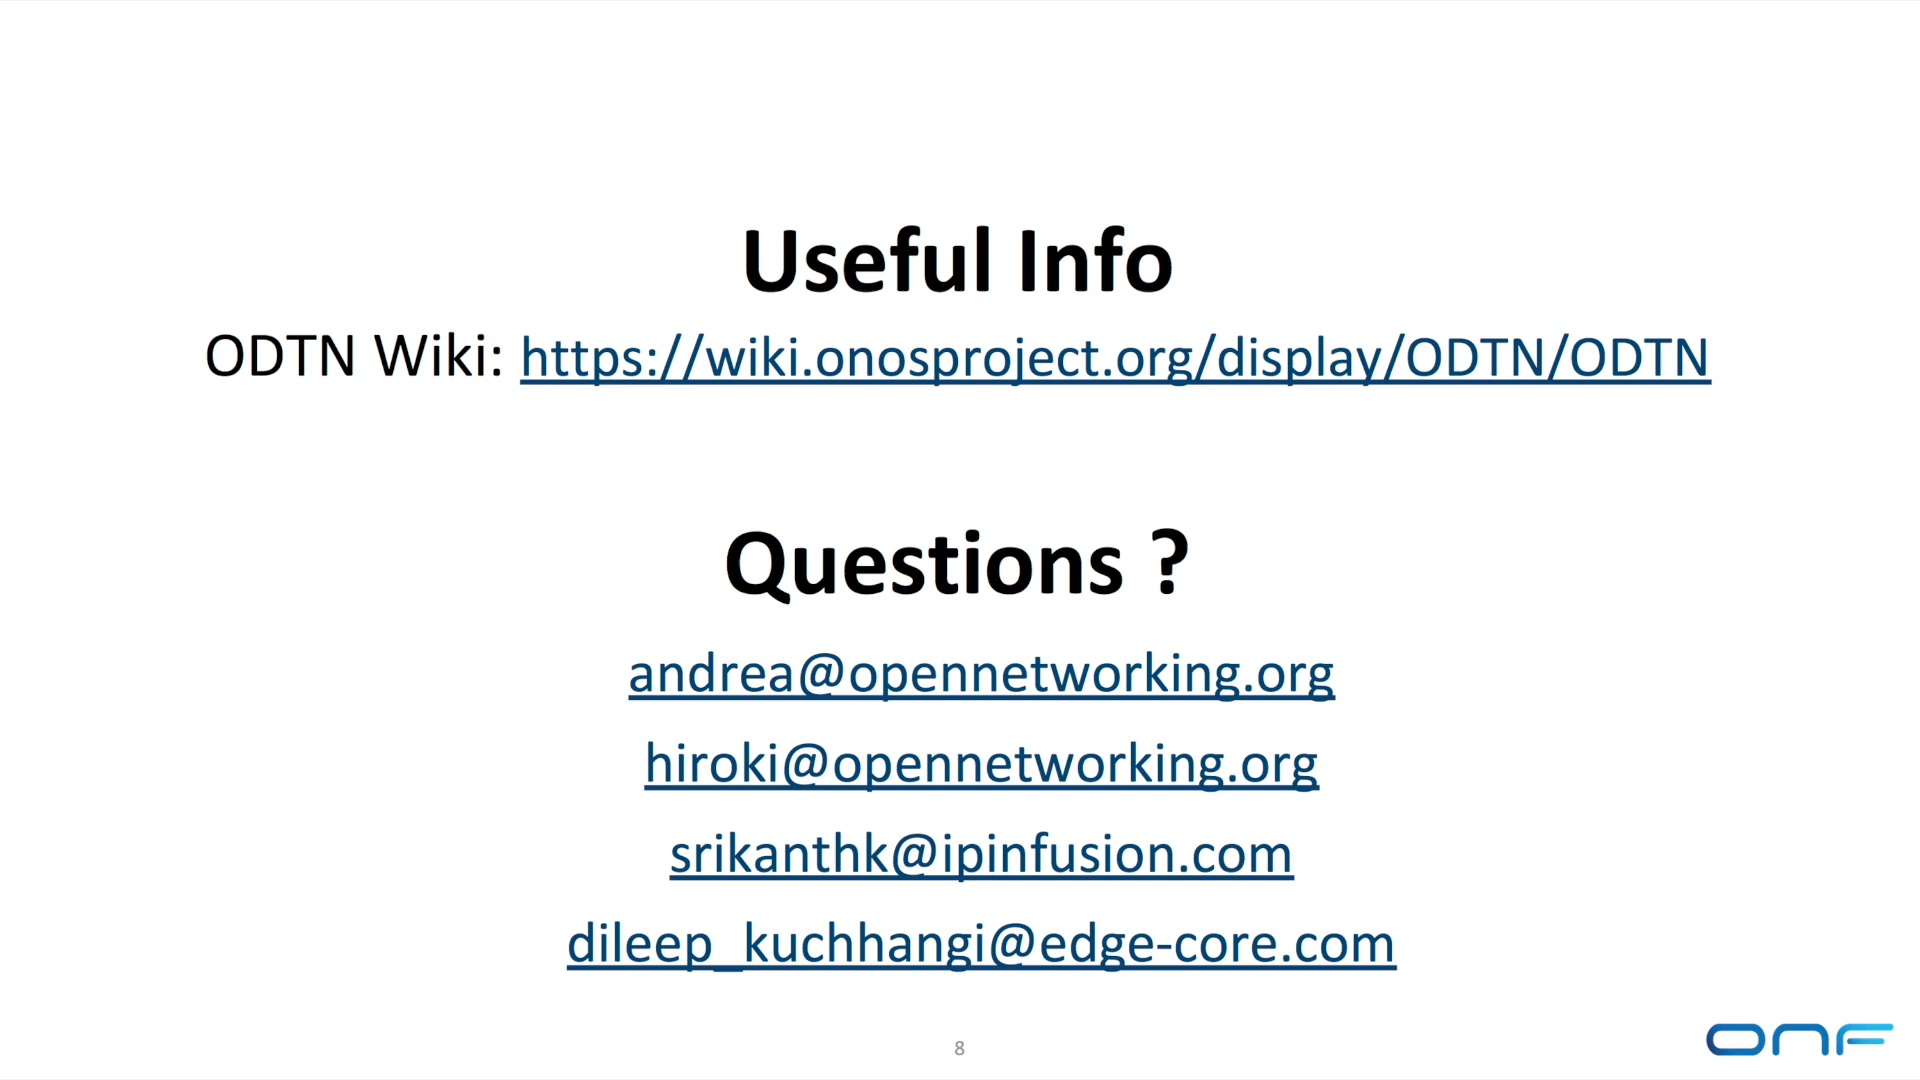 Useful Info
ODTN Wiki: https://wiki.onosproject.org/display/ODTN/ODTN
Questions ?
andrea@opennetworking.org
hiroki@opennetworking.org
srikanthk@ipinfusion.com
dileep_kuchhangi@edge-core.com
8
ONF